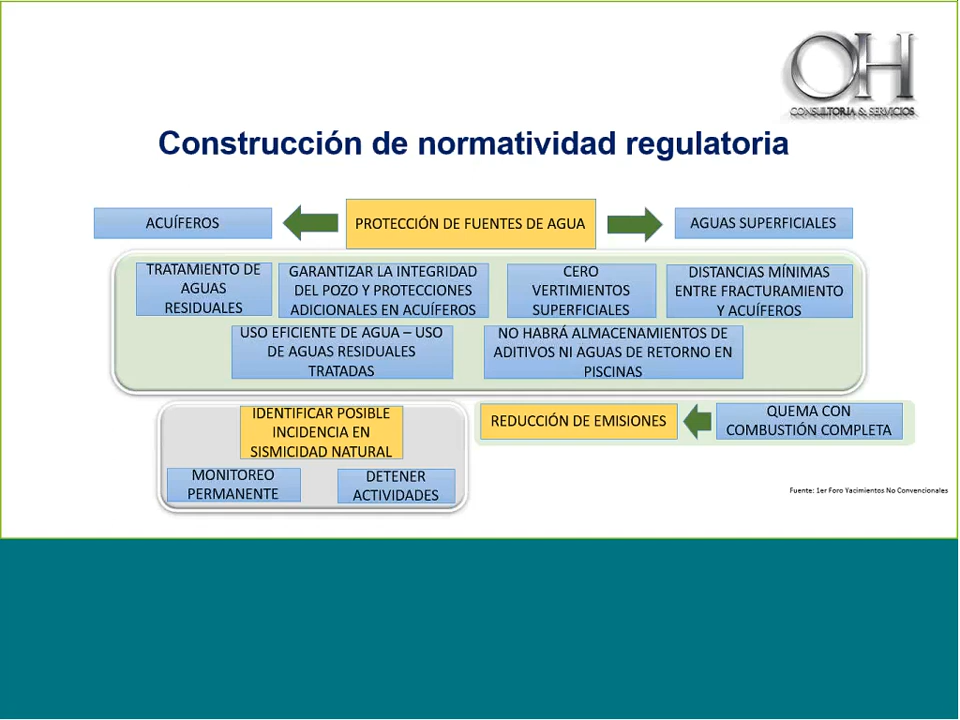 OH
CONSULTORIA & SERVICIOS
Construcción de normatividad regulatoria
ACUÍFEROS
PROTECCIÓN DE FUENTES DE AGUA
AGUAS SUPERFICIALES
TRATAMIENTO DE
AGUAS
RESIDUALES
GARANTIZAR LA INTEGRIDAD
DEL POZO Y PROTECCIONES
ADICIONALES EN ACUÍFEROS
CERO
VERTIMIENTOS
SUPERFICIALES
DISTANCIAS MÍNIMAS
ENTRE FRACTURAMIENTO
Y ACUÍFEROS
USO EFICIENTE DE AGUA – USO
DE AGUAS RESIDUALES
TRATADAS
NO HABRÁ ALMACENAMIENTOS DE
ADITIVOS NI AGUAS DE RETORNO EN
PISCINAS
IDENTIFICAR POSIBLE
INCIDENCIA EN
SISMICIDAD NATURAL
MONITOREO
PERMANENTE
DETENER
ACTIVIDADES
REDUCCIÓN DE EMISIONES
QUEMA CON
COMBUSTIÓN COMPLETA
Fuente: 1er Foro Yacimientos No Convencionales